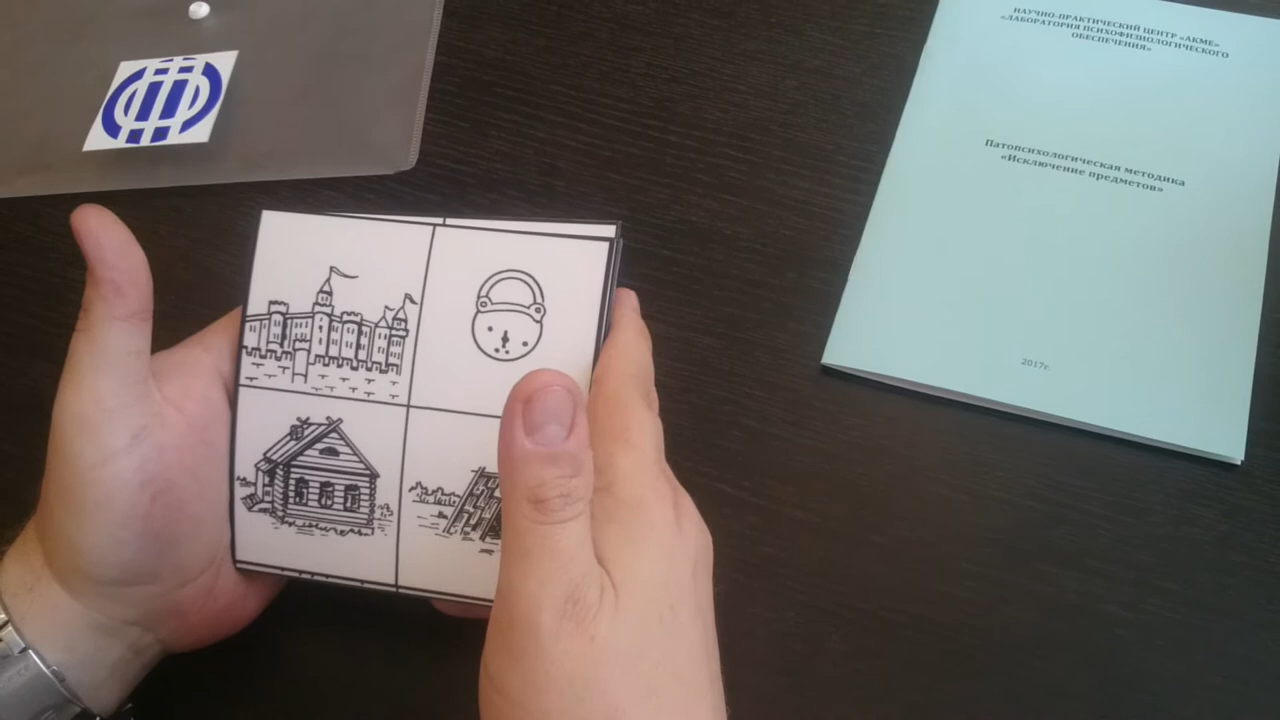 НАУЧНО-ПРАКТИЧЕСКИЙ ЦЕНТР «АКМЕ»
«ЛАБОРАТОРИЯ ПСИХОФИЗИОЛОГИЧЕСКОГО
ОБЕСПЕЧЕНИЯ»
Патопсихологическая методика
«Исключение предметов»
2017г.